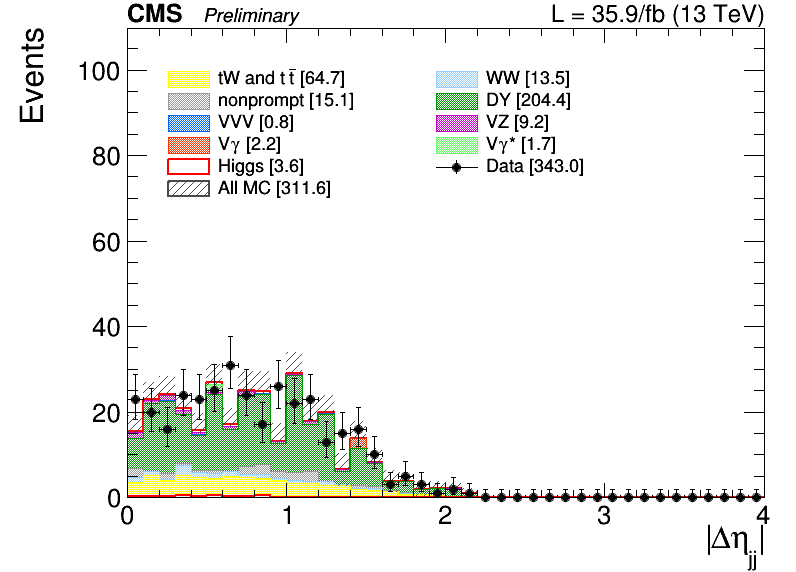 CMS Preliminary L = 35.9/fb (13 TeV)
Events
100
80
60
40
20
0
tW and tt̄ [64.7] WW [13.5]
nonprompt [15.1] DY [204.4]
VVV [0.8] VZ [9.2]
Vγ [2.2] Vγ* [1.7]
Higgs [3.6] Data [343.0]
All MC [311.6]
0 1 2 3 4
|Δη_jj|